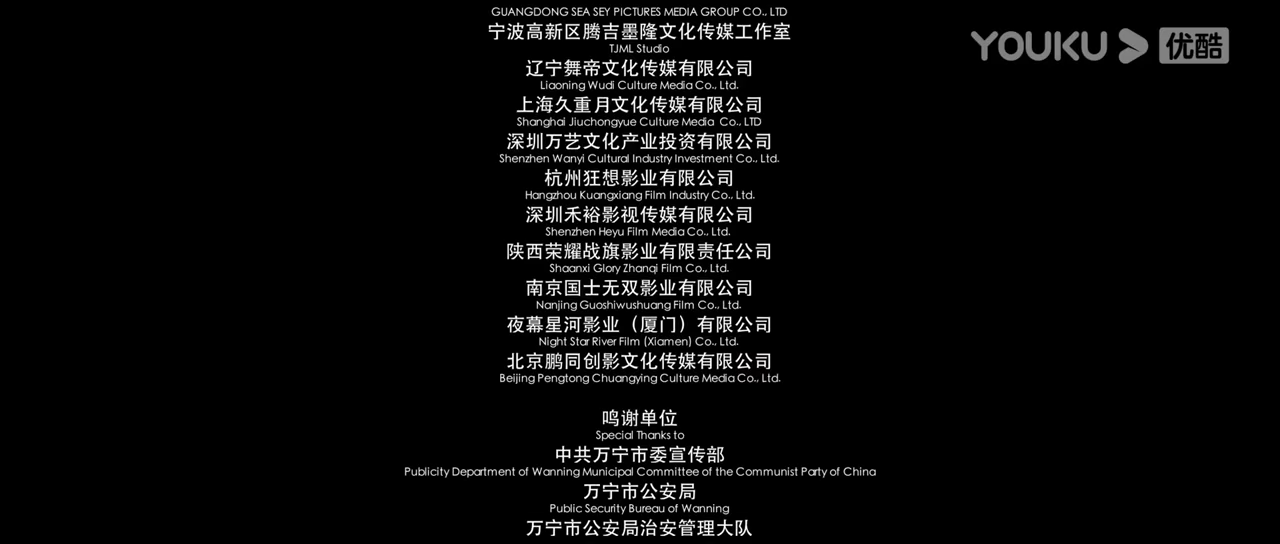 GUANGDONG SEA SEY PICTURES MEDIA GROUP CO., LTD
YOUKU 优酷
宁波高新区腾吉墨隆文化传媒工作室
TJML Studio
辽宁舞帝文化传媒有限公司
Liaoning Wudi Culture Media Co., Ltd.
上海久重月文化传媒有限公司
Shanghai Jiuchongyue Culture Media Co., LTD
深圳万艺文化产业投资有限公司
Shenzhen Wanyi Cultural Industry Investment Co., Ltd.
杭州狂想影业有限公司
Hangzhou Kuangxiang Film Industry Co., Ltd.
深圳禾裕影视传媒有限公司
Shenzhen Heyu Film Media Co., Ltd.
陕西荣耀战旗影业有限责任公司
Shaanxi Glory Zhanqi Film Co., Ltd.
南京国士无双影业有限公司
Nanjing Guoshiwushuang Film Co., Ltd.
夜幕星河影业（厦门）有限公司
Night Star River Film (Xiamen) Co., Ltd.
北京鹏同创影文化传媒有限公司
Beijing Pengtong Chuangying Culture Media Co., Ltd.
鸣谢单位
Special Thanks to
中共万宁市委宣传部
Publicity Department of Wanning Municipal Committee of the Communist Party of China
万宁市公安局
Public Security Bureau of Wanning
万宁市公安局治安管理大队